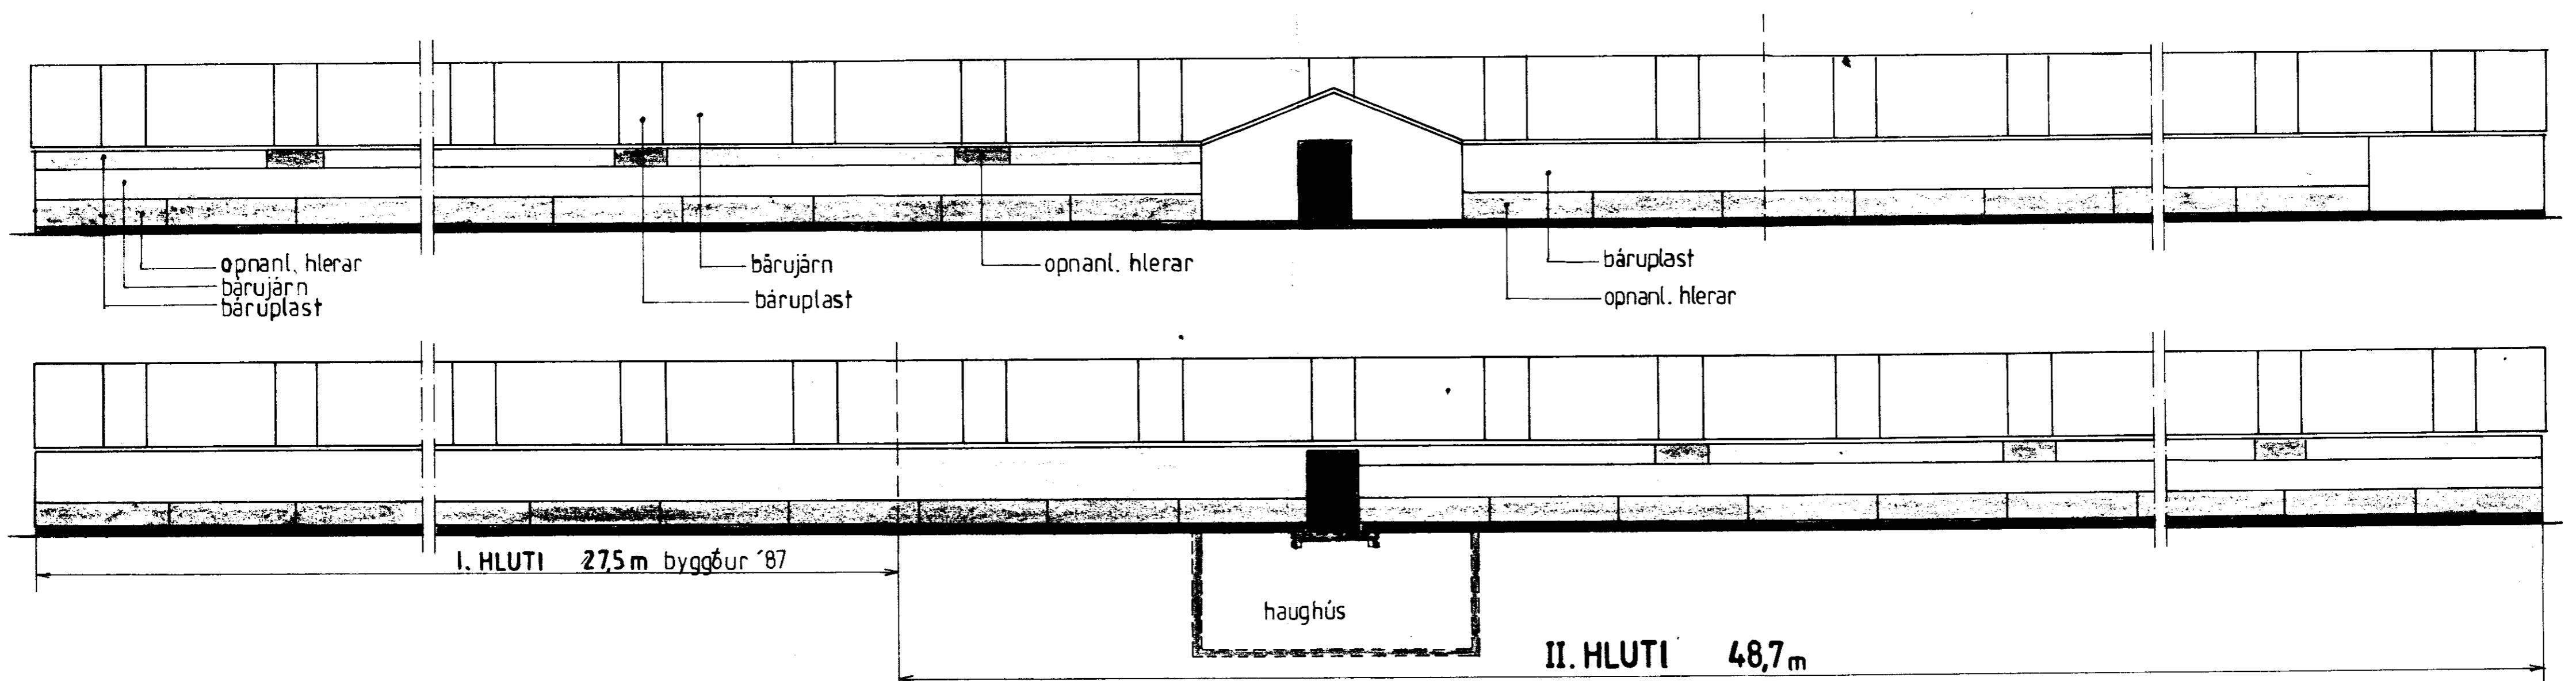 opnanl. hlerar
bárujárn
báruplast
bárujárn
báruplast
opnanl. hlerar
báruplast
opnanl. hlerar
I. HLUTI 27,5 m byggður ´87
haughús
II. HLUTI 48,7 m